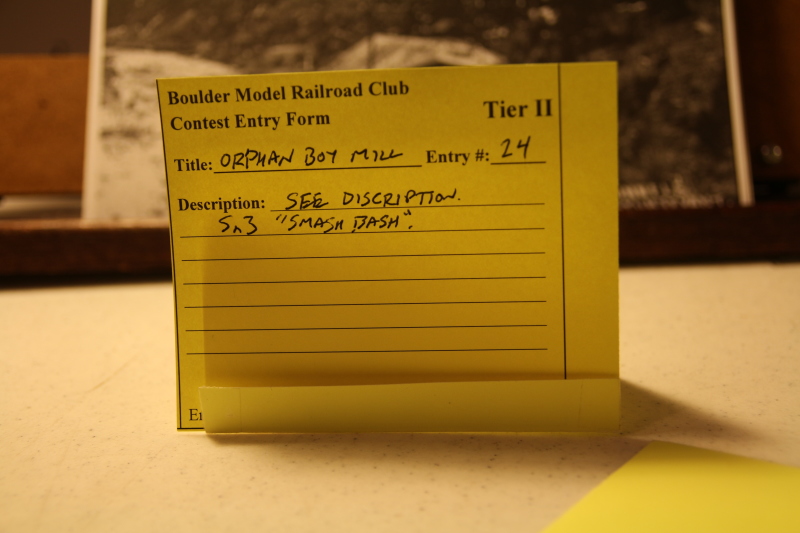 Boulder Model Railroad Club
Contest Entry Form Tier II
Title: ORPHAN BOY MILL Entry #: 24
Description: SEE DISCRIPTION.
Sn3 "SMASH BASH".